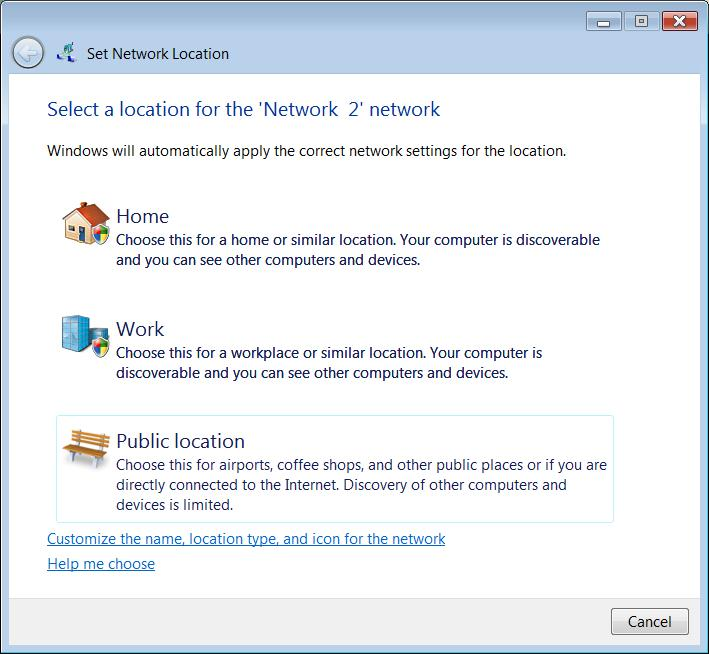 Set Network Location
Select a location for the 'Network  2' network
Windows will automatically apply the correct network settings for the location.
Home
Choose this for a home or similar location. Your computer is discoverable
and you can see other computers and devices.
Work
Choose this for a workplace or similar location. Your computer is
discoverable and you can see other computers and devices.
Public location
Choose this for airports, coffee shops, and other public places or if you are
directly connected to the Internet. Discovery of other computers and
devices is limited.
Customize the name, location type, and icon for the network
Help me choose
Cancel